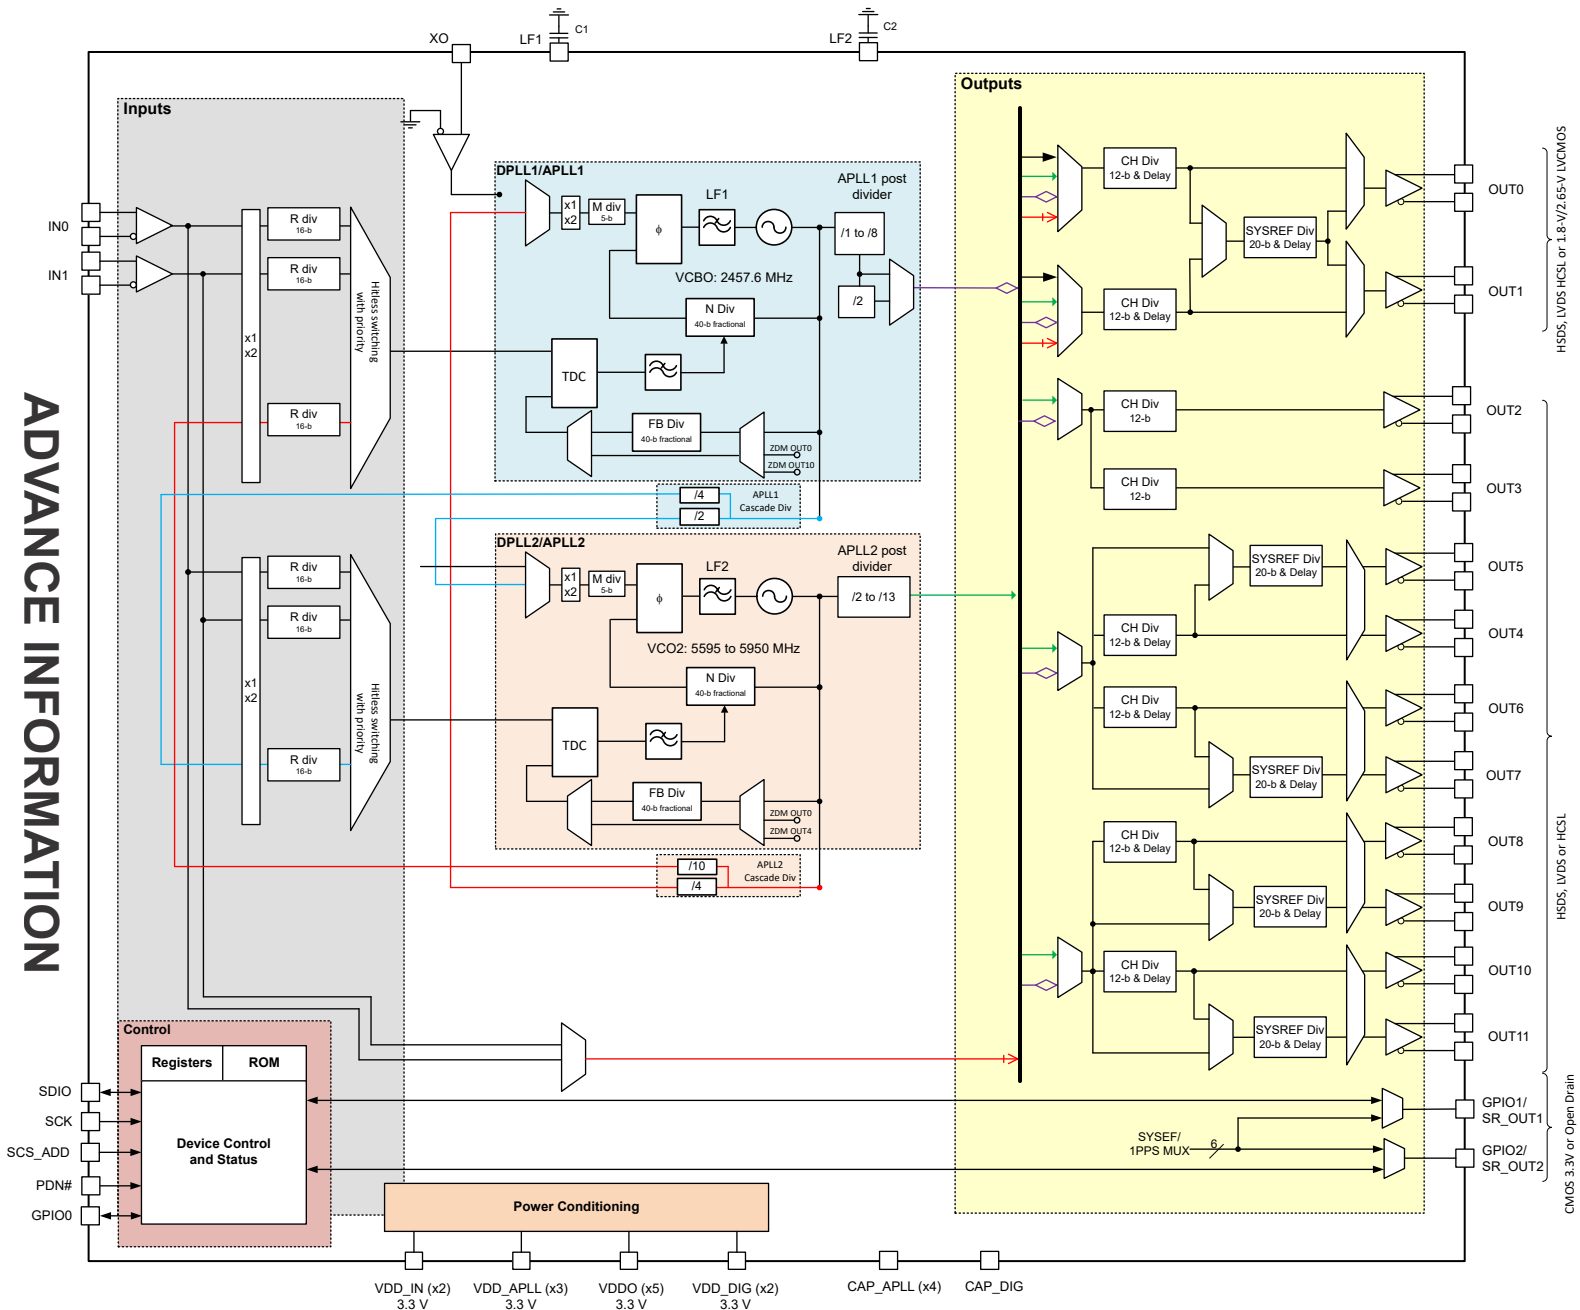 XO
LF1
C1
LF2
C2
Inputs
Outputs
DPLL1/APLL1
APLL1 post
divider
LF1
x1
x2
M div
5-b
ϕ
/1 to /8
/2
VCBO: 2457.6 MHz
N Div
40-b fractional
TDC
FB Div
40-b fractional
ZDM OUT0
ZDM OUT10
/4
/2
APLL1
Cascade Div
IN0
IN1
R div
16-b
R div
16-b
x1
x2
R div
16-b
Hitless switching
with priority
DPLL2/APLL2
APLL2 post
divider
LF2
x1
x2
M div
5-b
ϕ
/2 to /13
VCO2: 5595 to 5950 MHz
N Div
40-b fractional
TDC
FB Div
40-b fractional
ZDM OUT0
ZDM OUT4
/10
/4
APLL2
Cascade Div
R div
16-b
R div
16-b
x1
x2
R div
16-b
Hitless switching
with priority
CH Div
12-b & Delay
SYSREF Div
20-b & Delay
CH Div
12-b & Delay
CH Div
12-b
CH Div
12-b
SYSREF Div
20-b & Delay
CH Div
12-b & Delay
CH Div
12-b & Delay
SYSREF Div
20-b & Delay
CH Div
12-b & Delay
SYSREF Div
20-b & Delay
CH Div
12-b & Delay
SYSREF Div
20-b & Delay
OUT0
OUT1
OUT2
OUT3
OUT5
OUT4
OUT6
OUT7
OUT8
OUT9
OUT10
OUT11
HSDS, LVDS HCSL or 1.8-V/2.65-V LVCMOS
HSDS, LVDS or HCSL
CMOS 3.3V or Open Drain
SYSEF/
1PPS MUX
6
GPIO1/
SR_OUT1
GPIO2/
SR_OUT2
Control
Registers
ROM
Device Control
and Status
SDIO
SCK
SCS_ADD
PDN#
GPIO0
Power Conditioning
VDD_IN (x2)
3.3 V
VDD_APLL (x3)
3.3 V
VDDO (x5)
3.3 V
VDD_DIG (x2)
3.3 V
CAP_APLL (x4)
CAP_DIG
ADVANCE INFORMATION